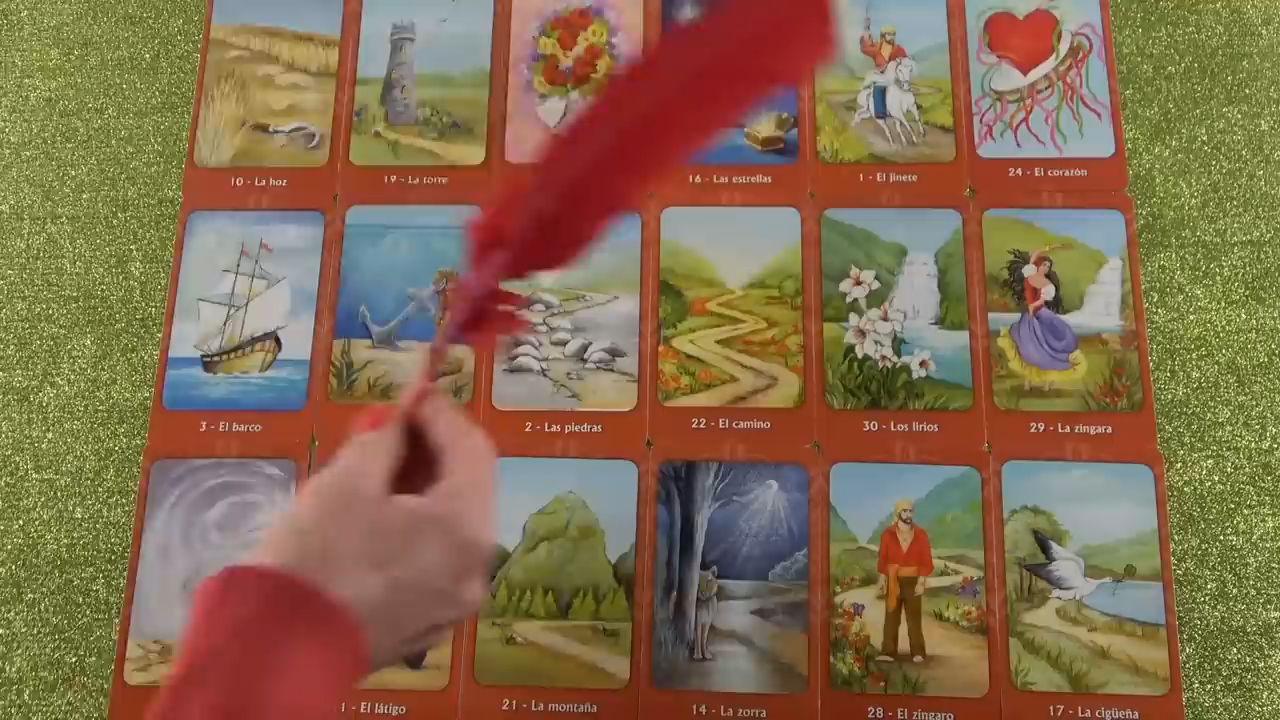 10 - La hoz
19 - La torre
16 - Las estrellas
1 - El jinete
24 - El corazón
3 - El barco
2 - Las piedras
22 - El camino
30 - Los lirios
29 - La zíngara
1 - El látigo
21 - La montaña
14 - La zorra
28 - El zíngaro
17 - La cigüeña